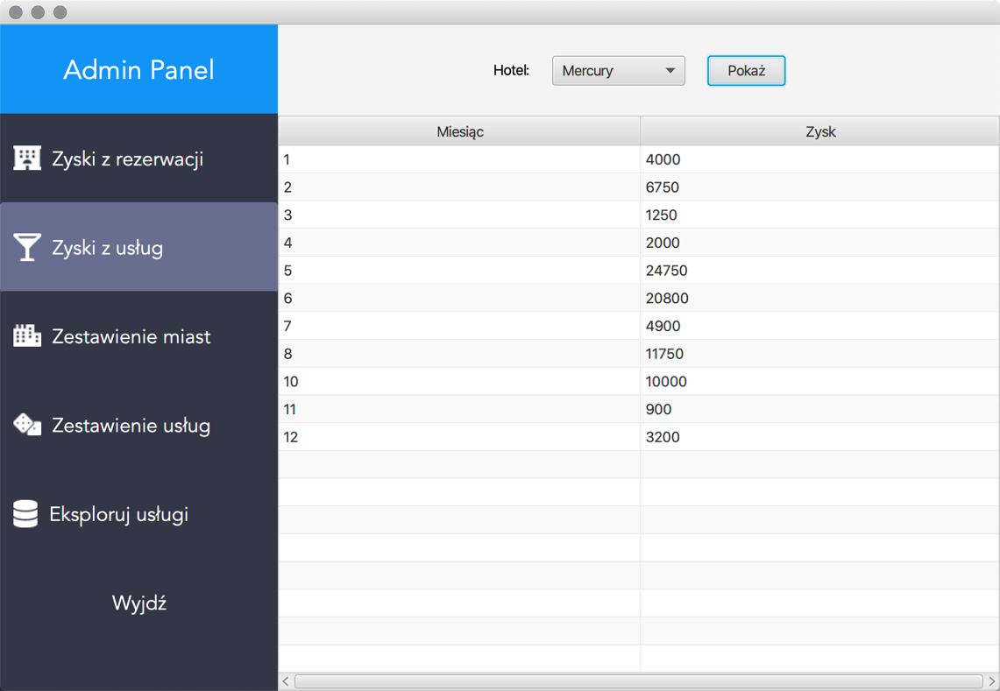 Admin Panel
Zyski z rezerwacji
Zyski z usług
Zestawienie miast
Zestawienie usług
Eksploruj usługi
Wyjdź
Hotel: Mercury Pokaż
Miesiąc Zysk
1 4000
2 6750
3 1250
4 2000
5 24750
6 20800
7 4900
8 11750
10 10000
11 900
12 3200